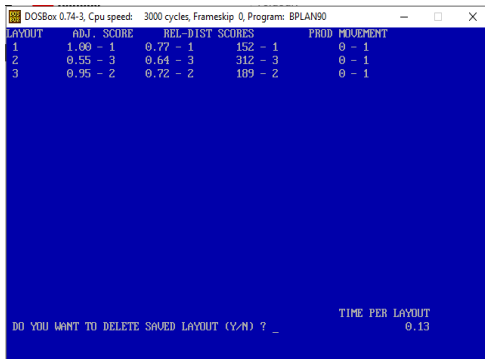 DOSBox 0.74-3, Cpu speed: 3000 cycles, Frameskip 0, Program: BPLAN90
LAYOUT ADJ. SCORE REL-DIST SCORES PROD MOVEMENT
1 1.00 - 1 0.77 - 1 152 - 1 0 - 1
2 0.55 - 3 0.64 - 3 312 - 3 0 - 1
3 0.95 - 2 0.72 - 2 189 - 2 0 - 1
TIME PER LAYOUT
DO YOU WANT TO DELETE SAVED LAYOUT (Y/N) ? _ 0.13